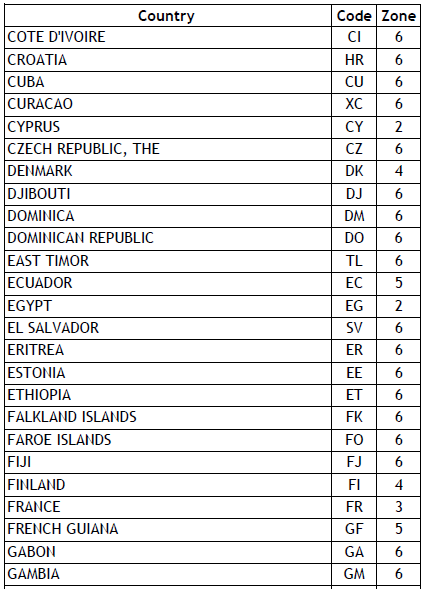 Country Code Zone
COTE D'IVOIRE CI 6
CROATIA HR 6
CUBA CU 6
CURACAO XC 6
CYPRUS CY 2
CZECH REPUBLIC, THE CZ 6
DENMARK DK 4
DJIBOUTI DJ 6
DOMINICA DM 6
DOMINICAN REPUBLIC DO 6
EAST TIMOR TL 6
ECUADOR EC 5
EGYPT EG 2
EL SALVADOR SV 6
ERITREA ER 6
ESTONIA EE 6
ETHIOPIA ET 6
FALKLAND ISLANDS FK 6
FAROE ISLANDS FO 6
FIJI FJ 6
FINLAND FI 4
FRANCE FR 3
FRENCH GUIANA GF 5
GABON GA 6
GAMBIA GM 6